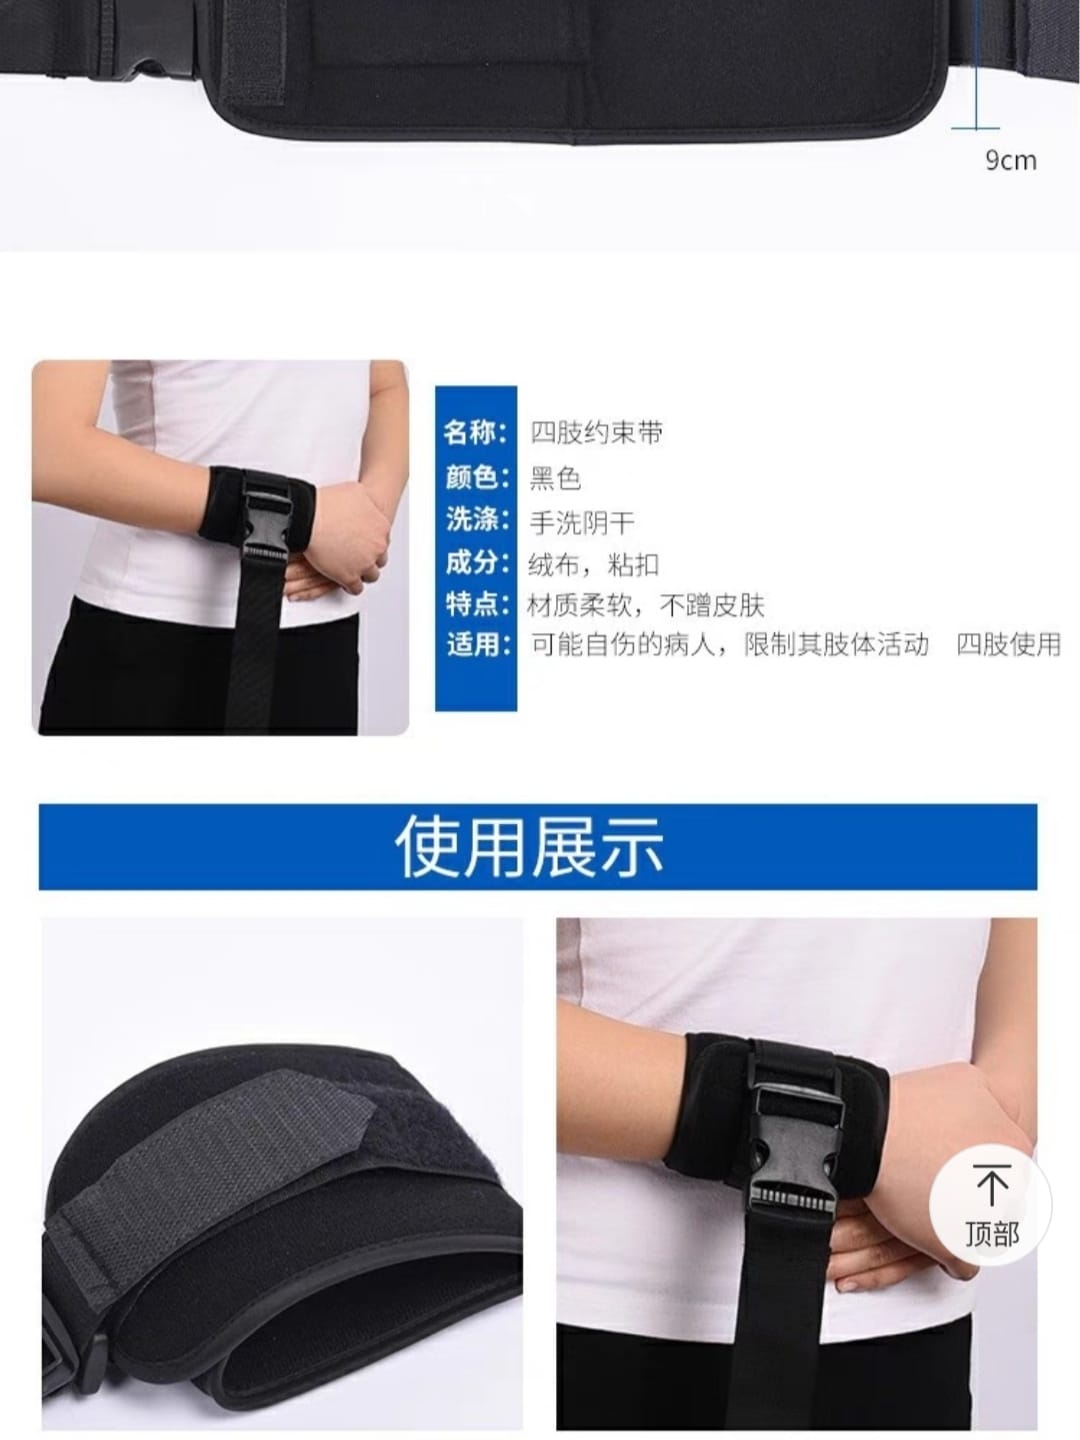 9cm
名称： 四肢约束带
颜色： 黑色
洗涤： 手洗阴干
成分： 绒布，粘扣
特点： 材质柔软，不蹭皮肤
适用： 可能自伤的病人，限制其肢体活动 四肢使用
使用展示
顶部